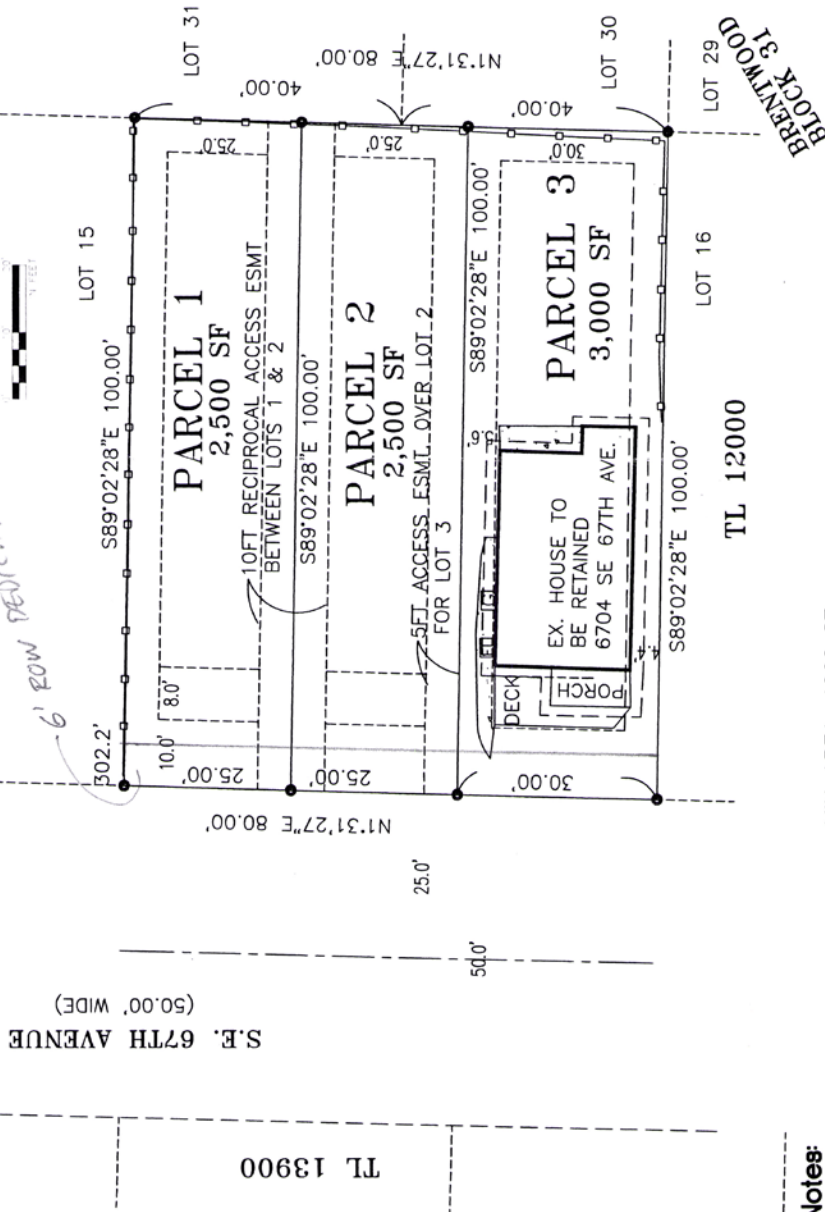 LOT 31
N1°31'27"E 80.00'
LOT 30
LOT 29
BRENTWOOD
BLOCK 31
40.00'
40.00'
LOT 15
S89°02'28"E 100.00'
25.0'
PARCEL 1
2,500 SF
10FT RECIPROCAL ACCESS ESMT
BETWEEN LOTS 1 & 2
S89°02'28"E 100.00'
25.0'
PARCEL 2
2,500 SF
5FT ACCESS ESMT OVER LOT 2
FOR LOT 3
S89°02'28"E 100.00'
30.0'
PARCEL 3
3,000 SF
LOT 16
TL 12000
S89°02'28"E 100.00'
EX. HOUSE TO
BE RETAINED
6704 SE 67TH AVE.
5.6'
4.4'
DECK
PORCH
6' ROW
302.2'
10.0'
8.0'
25.00'
25.00'
30.00'
N1°31'27"E 80.00'
25.0'
50.0'
S.E. 67TH AVENUE
(50.00' WIDE)
TL 13900
Notes: